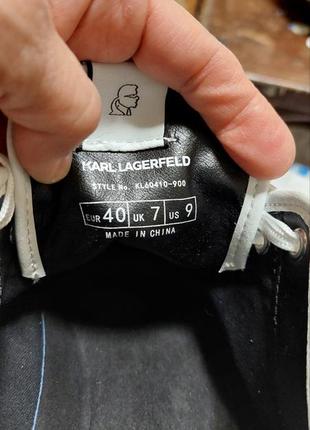 KARL LAGERFELD
STYLE No. KL60410-900
EUR 40 UK 7 US 9
MADE IN CHINA